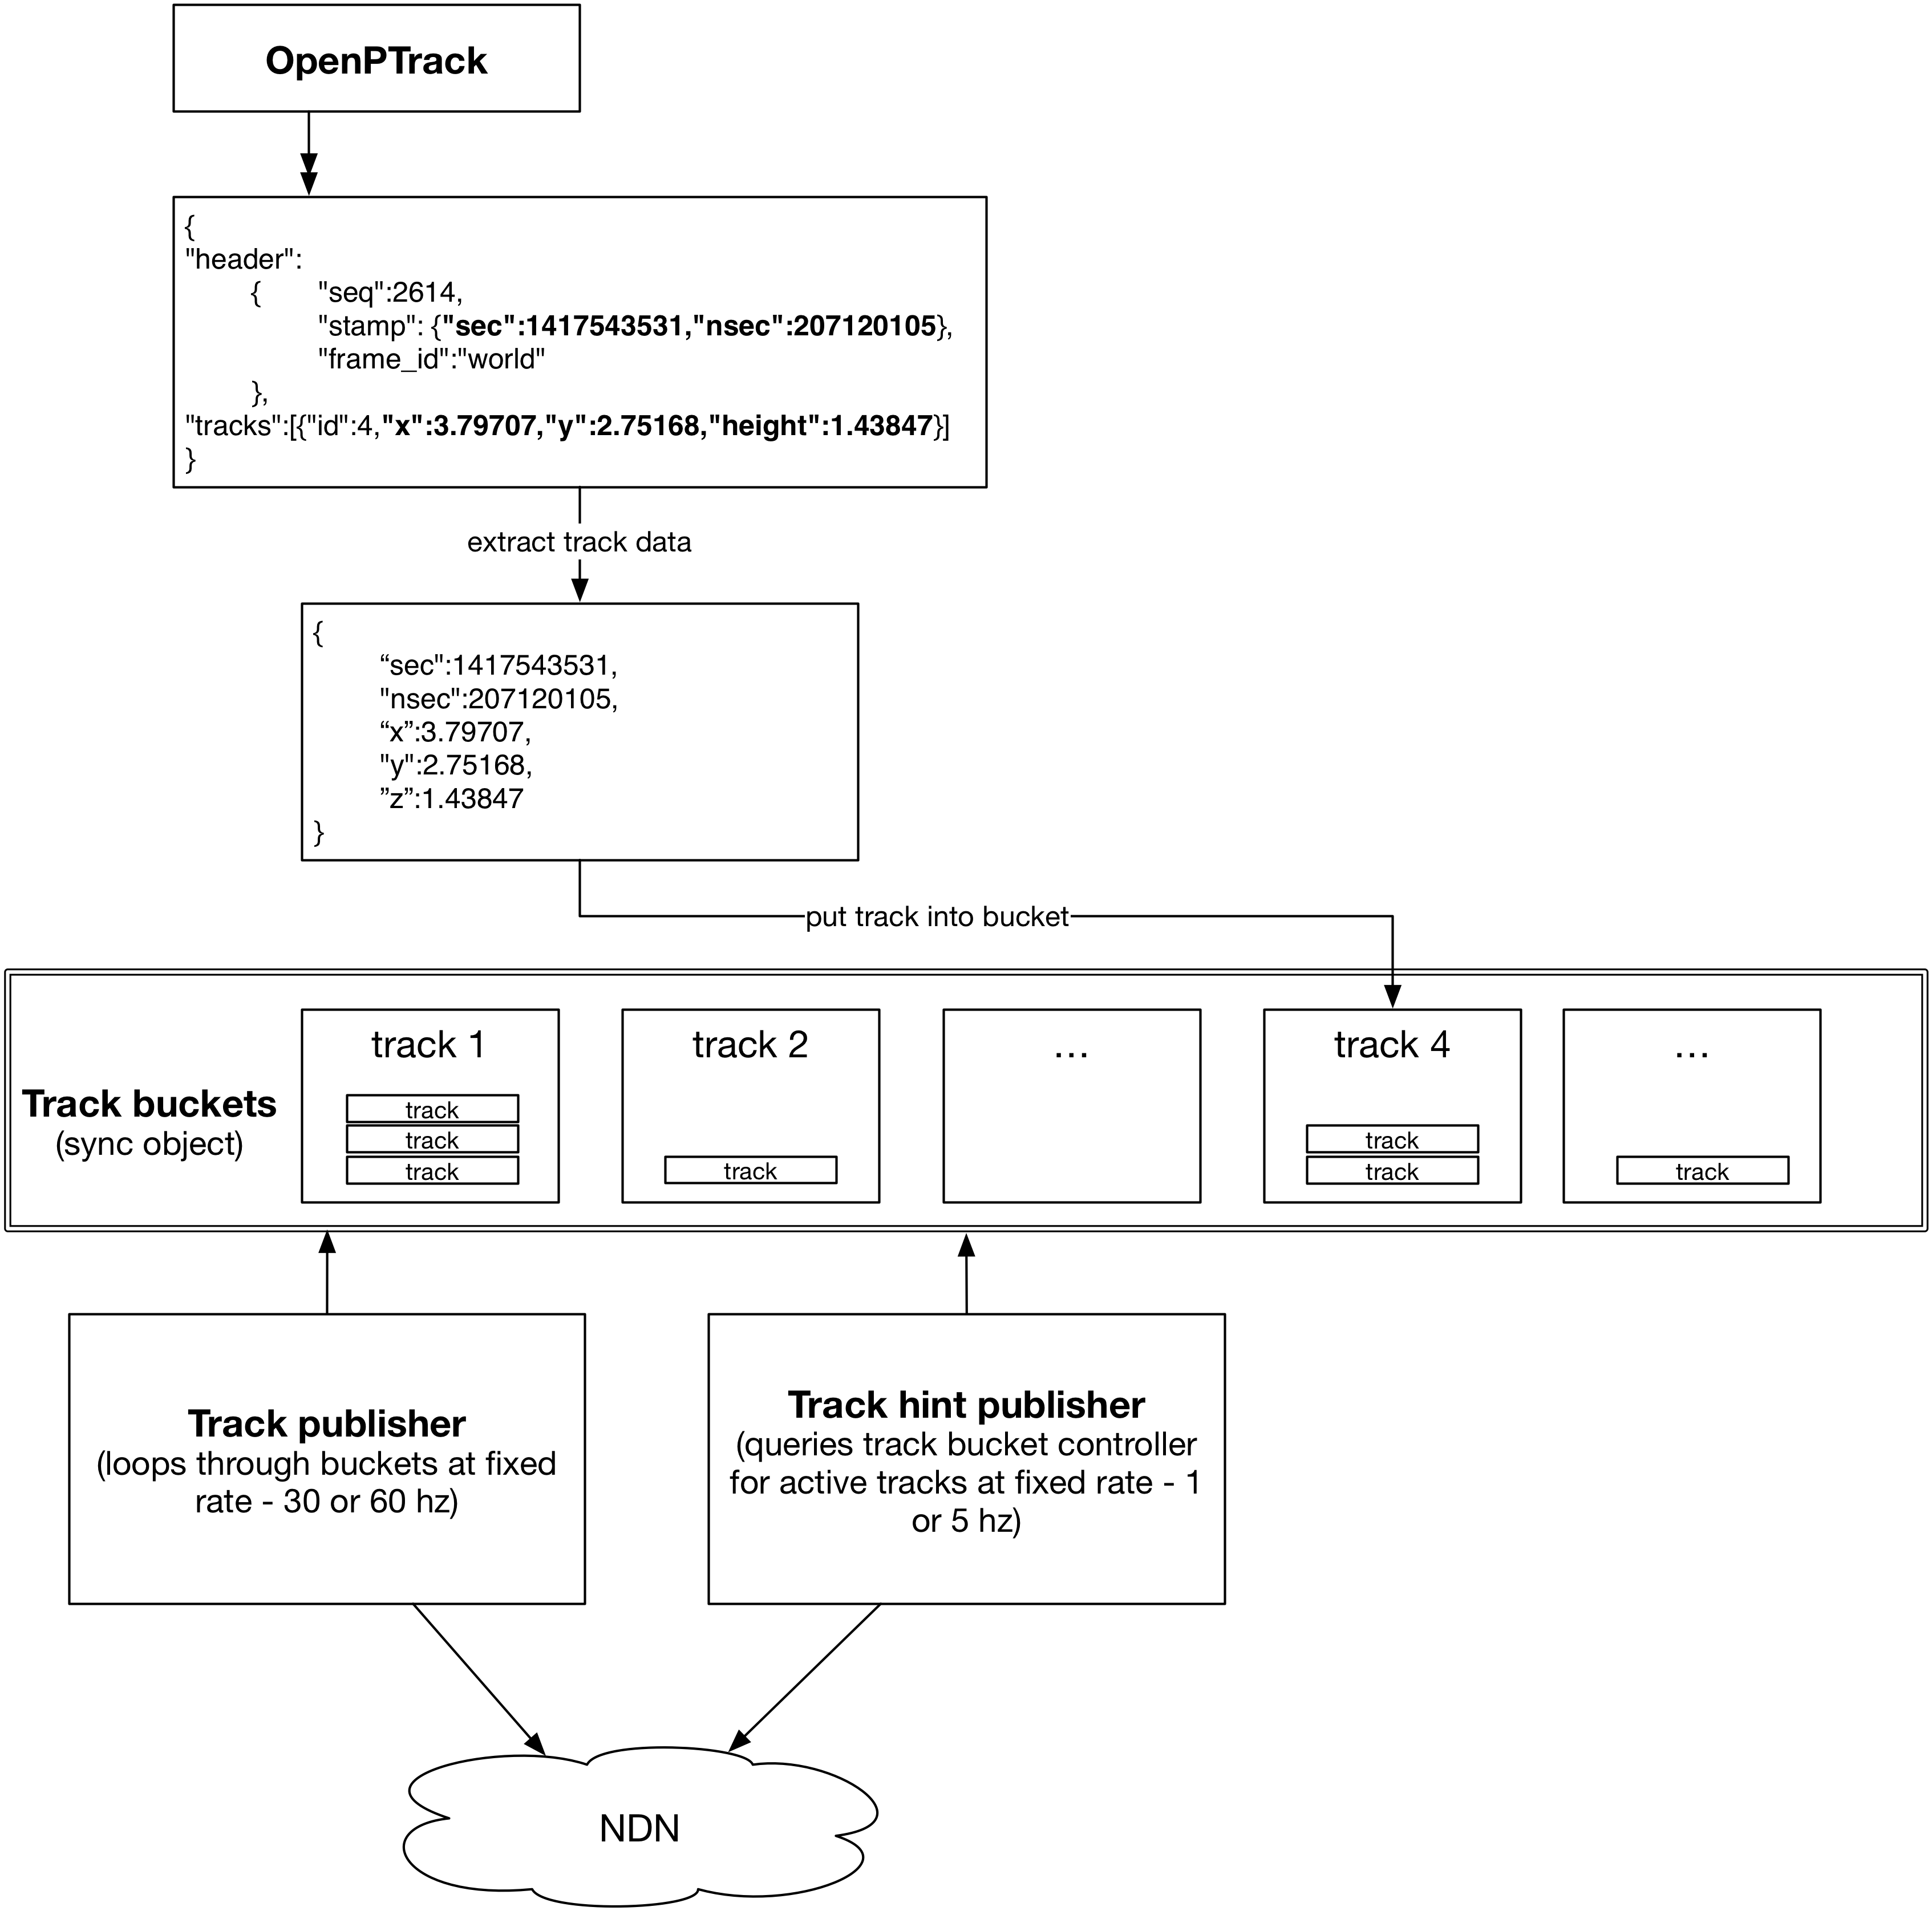 OpenPTrack
{
"header":
{ "seq":2614,
"stamp": {"sec":1417543531,"nsec":207120105},
"frame_id":"world"
},
"tracks":[{"id":4,"x":3.79707,"y":2.75168,"height":1.43847}]
}
extract track data
{
“sec":1417543531,
"nsec":207120105,
“x”:3.79707,
"y":2.75168,
”z”:1.43847
}
put track into bucket
Track buckets
(sync object)
track 1
track
track
track
track 2
track
...
track 4
track
track
...
track
Track publisher
(loops through buckets at fixed
rate - 30 or 60 hz)
Track hint publisher
(queries track bucket controller
for active tracks at fixed rate - 1
or 5 hz)
NDN